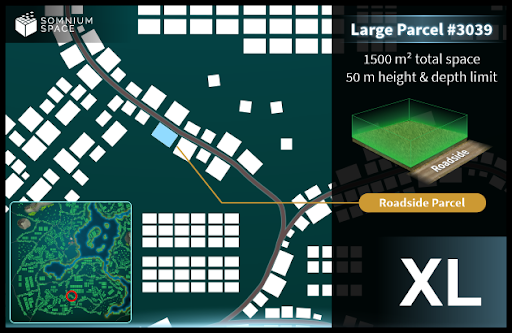 SOMNIUM
SPACE
Large Parcel #3039
1500 m² total space
50 m height & depth limit
Roadside
Roadside Parcel
XL